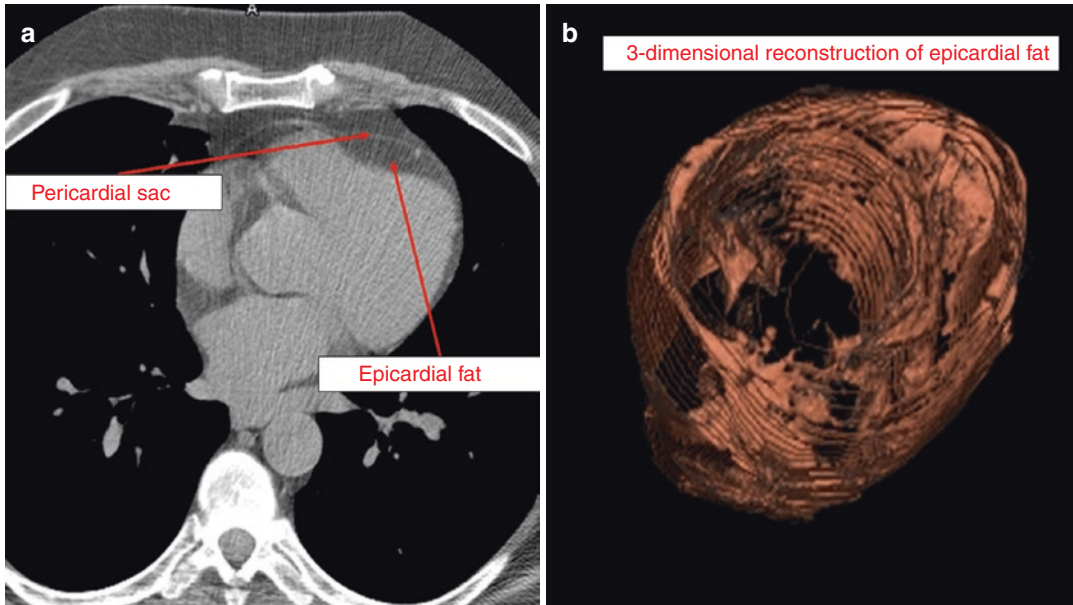 a
A
Pericardial sac
Epicardial fat
b
3-dimensional reconstruction of epicardial fat